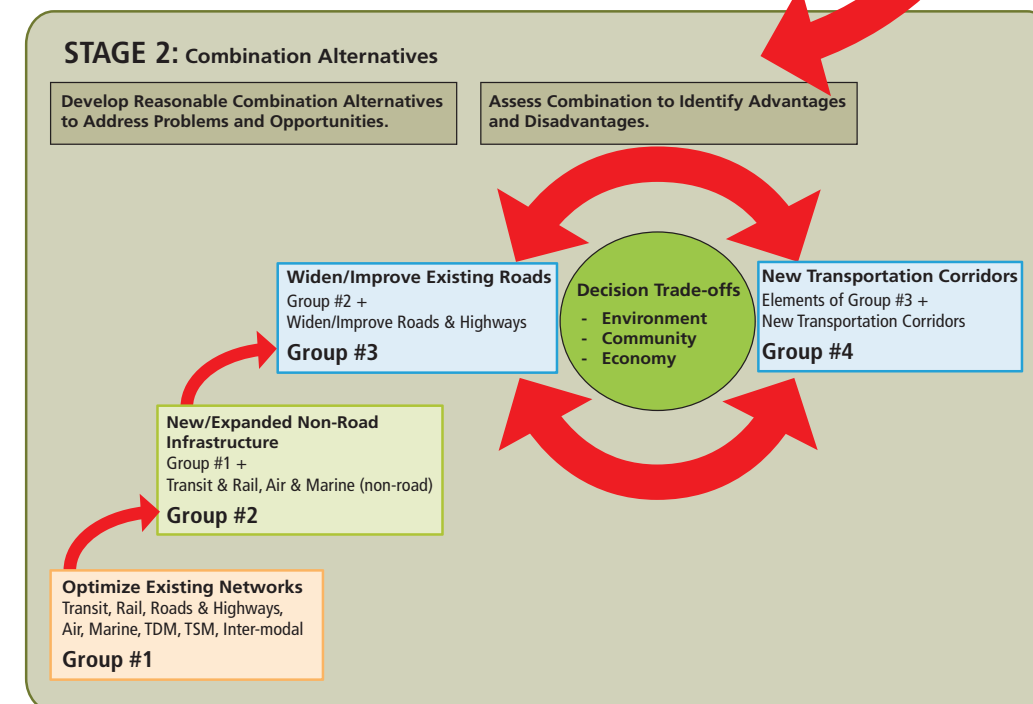 STAGE 2: Combination Alternatives
Develop Reasonable Combination Alternatives
to Address Problems and Opportunities.
Assess Combination to Identify Advantages
and Disadvantages.
Widen/Improve Existing Roads
Group #2 +
Widen/Improve Roads & Highways
Group #3
Decision Trade-offs
- Environment
- Community
- Economy
New Transportation Corridors
Elements of Group #3 +
New Transportation Corridors
Group #4
New/Expanded Non-Road
Infrastructure
Group #1 +
Transit & Rail, Air & Marine (non-road)
Group #2
Optimize Existing Networks
Transit, Rail, Roads & Highways,
Air, Marine, TDM, TSM, Inter-modal
Group #1